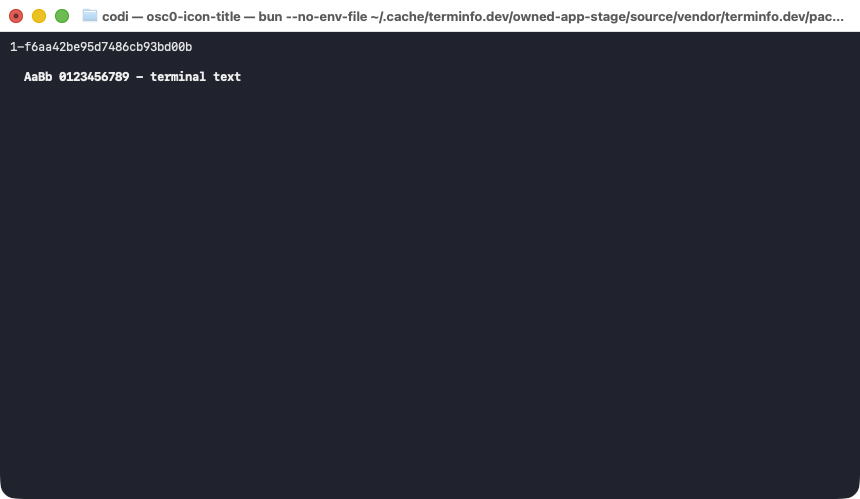 codi — osc0-icon-title — bun --no-env-file ~/.cache/terminfo.dev/owned-app-stage/source/vendor/terminfo.dev/pac...
1-f6aa42be95d7486cb93bd00b
AaBb 0123456789 – terminal text